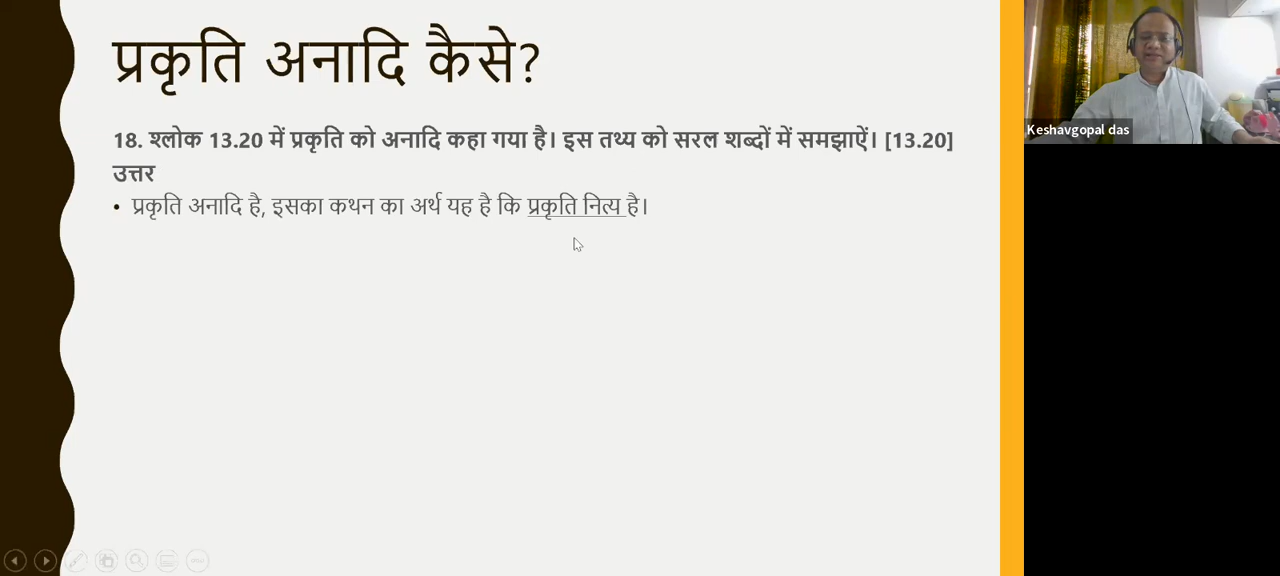 प्रकृति अनादि कैसे?
18. श्लोक 13.20 में प्रकृति को अनादि कहा गया है। इस तथ्य को सरल शब्दों में समझाऐं। [13.20]
उत्तर
• प्रकृति अनादि है, इसका कथन का अर्थ यह है कि प्रकृति नित्य है।
Keshavgopal das